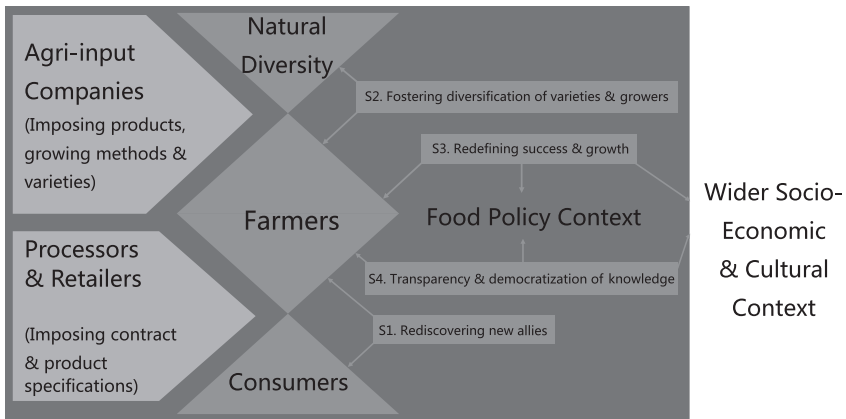 Agri-input
Companies
(Imposing products,
growing methods &
varieties)
Processors
& Retailers
(Imposing contract
& product
specifications)
Natural
Diversity
Farmers
Consumers
S2. Fostering diversification of varieties & growers
S3. Redefining success & growth
Food Policy Context
S4. Transparency & democratization of knowledge
S1. Rediscovering new allies
Wider Socio-
Economic
& Cultural
Context